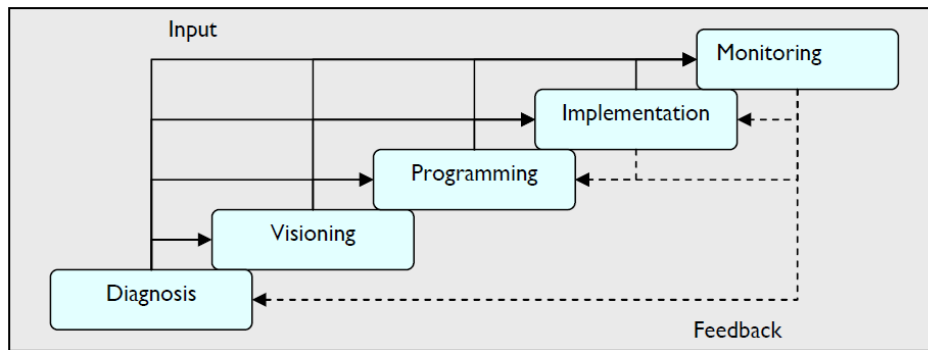 Input
Monitoring
Implementation
Programming
Visioning
Diagnosis
Feedback